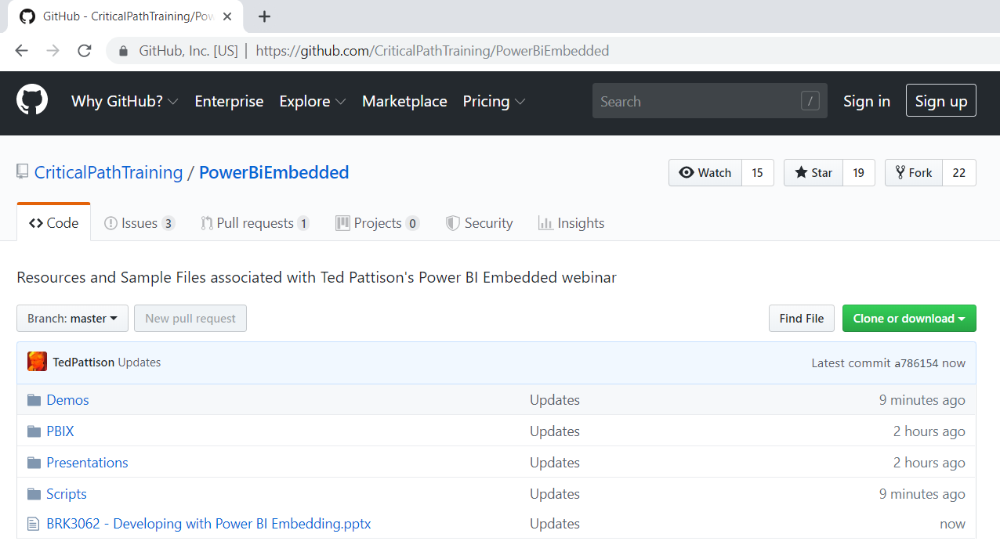 GitHub - CriticalPathTraining/Pow
GitHub, Inc. [US] | https://github.com/CriticalPathTraining/PowerBiEmbedded
Why GitHub? Enterprise Explore Marketplace Pricing Search / Sign in Sign up
CriticalPathTraining / PowerBiEmbedded Watch 15 Star 19 Fork 22
Code Issues 3 Pull requests 1 Projects 0 Security Insights
Resources and Sample Files associated with Ted Pattison's Power BI Embedded webinar
Branch: master New pull request Find File Clone or download
TedPattison Updates Latest commit a786154 now
Demos Updates 9 minutes ago
PBIX Updates 2 hours ago
Presentations Updates 2 hours ago
Scripts Updates 9 minutes ago
BRK3062 - Developing with Power BI Embedding.pptx Updates now